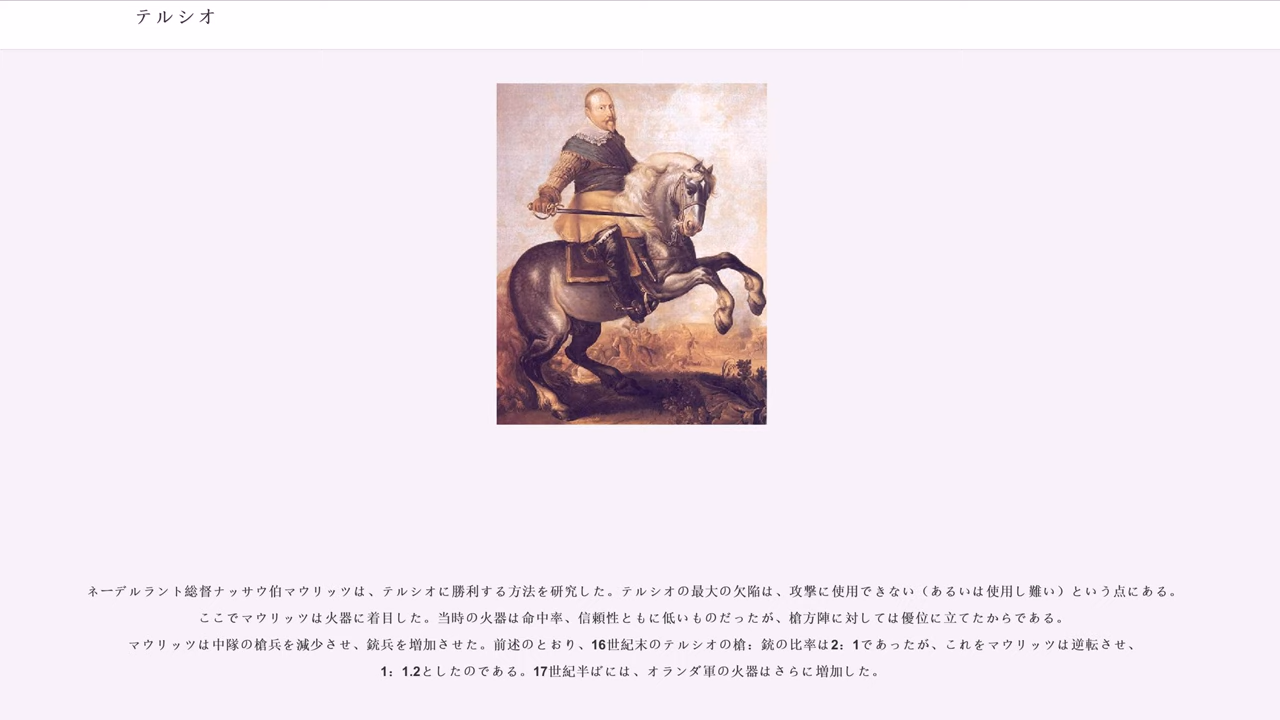 テルシオ
ネーデルラント総督ナッサウ伯マウリッツは、テルシオに勝利する方法を研究した。テルシオの最大の欠陥は、攻撃に使用できない（あるいは使用し難い）という点にある。
ここでマウリッツは火器に着目した。当時の火器は命中率、信頼性ともに低いものだったが、槍方陣に対しては優位に立てたからである。
マウリッツは中隊の槍兵を減少させ、銃兵を増加させた。前述のとおり、16世紀末のテルシオの槍：銃の比率は2：1であったが、これをマウリッツは逆転させ、
1：1.2としたのである。17世紀半ばには、オランダ軍の火器はさらに増加した。